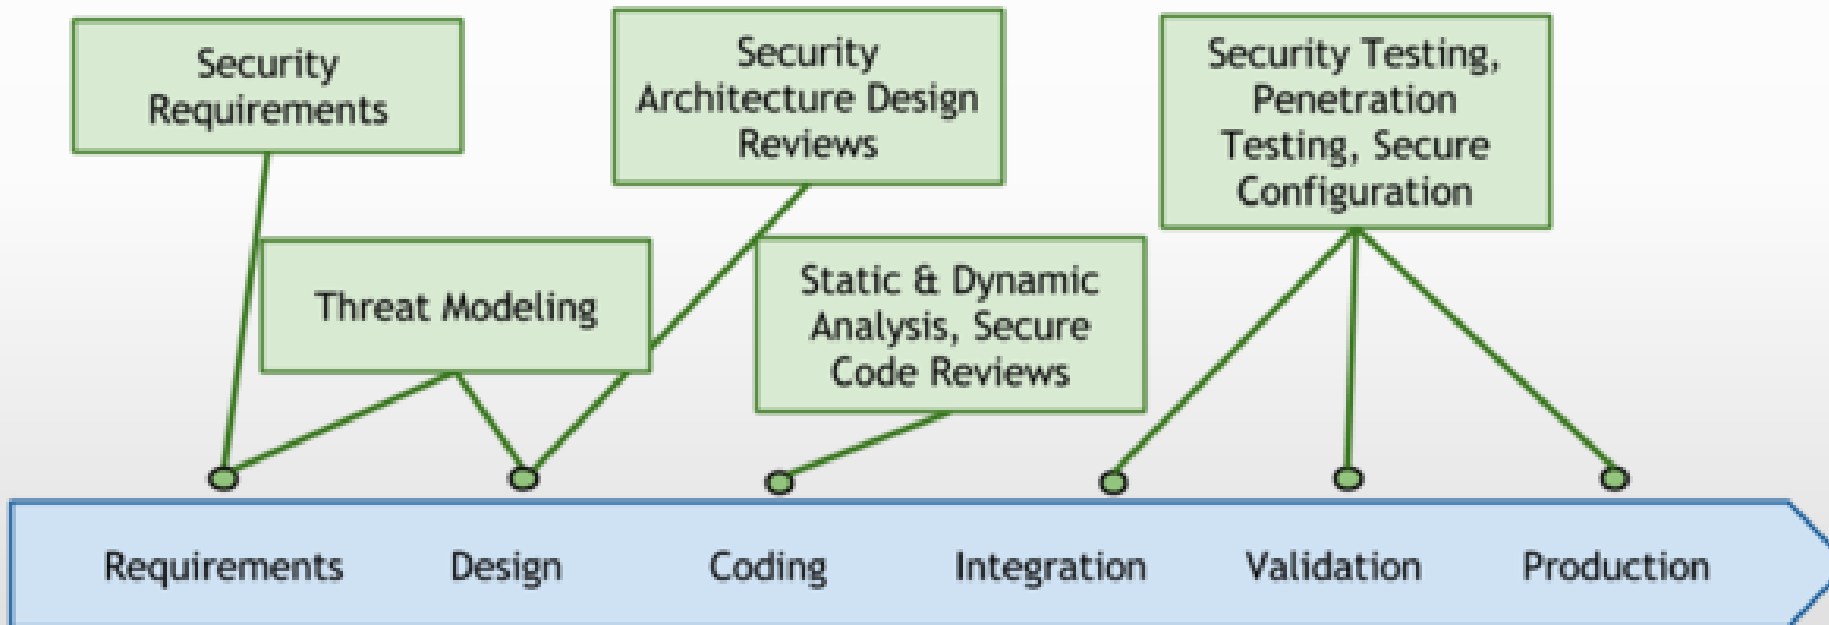 Security
Requirements
Security
Architecture Design
Reviews
Security Testing,
Penetration
Testing, Secure
Configuration
Threat Modeling
Static & Dynamic
Analysis, Secure
Code Reviews
Requirements
Design
Coding
Integration
Validation
Production